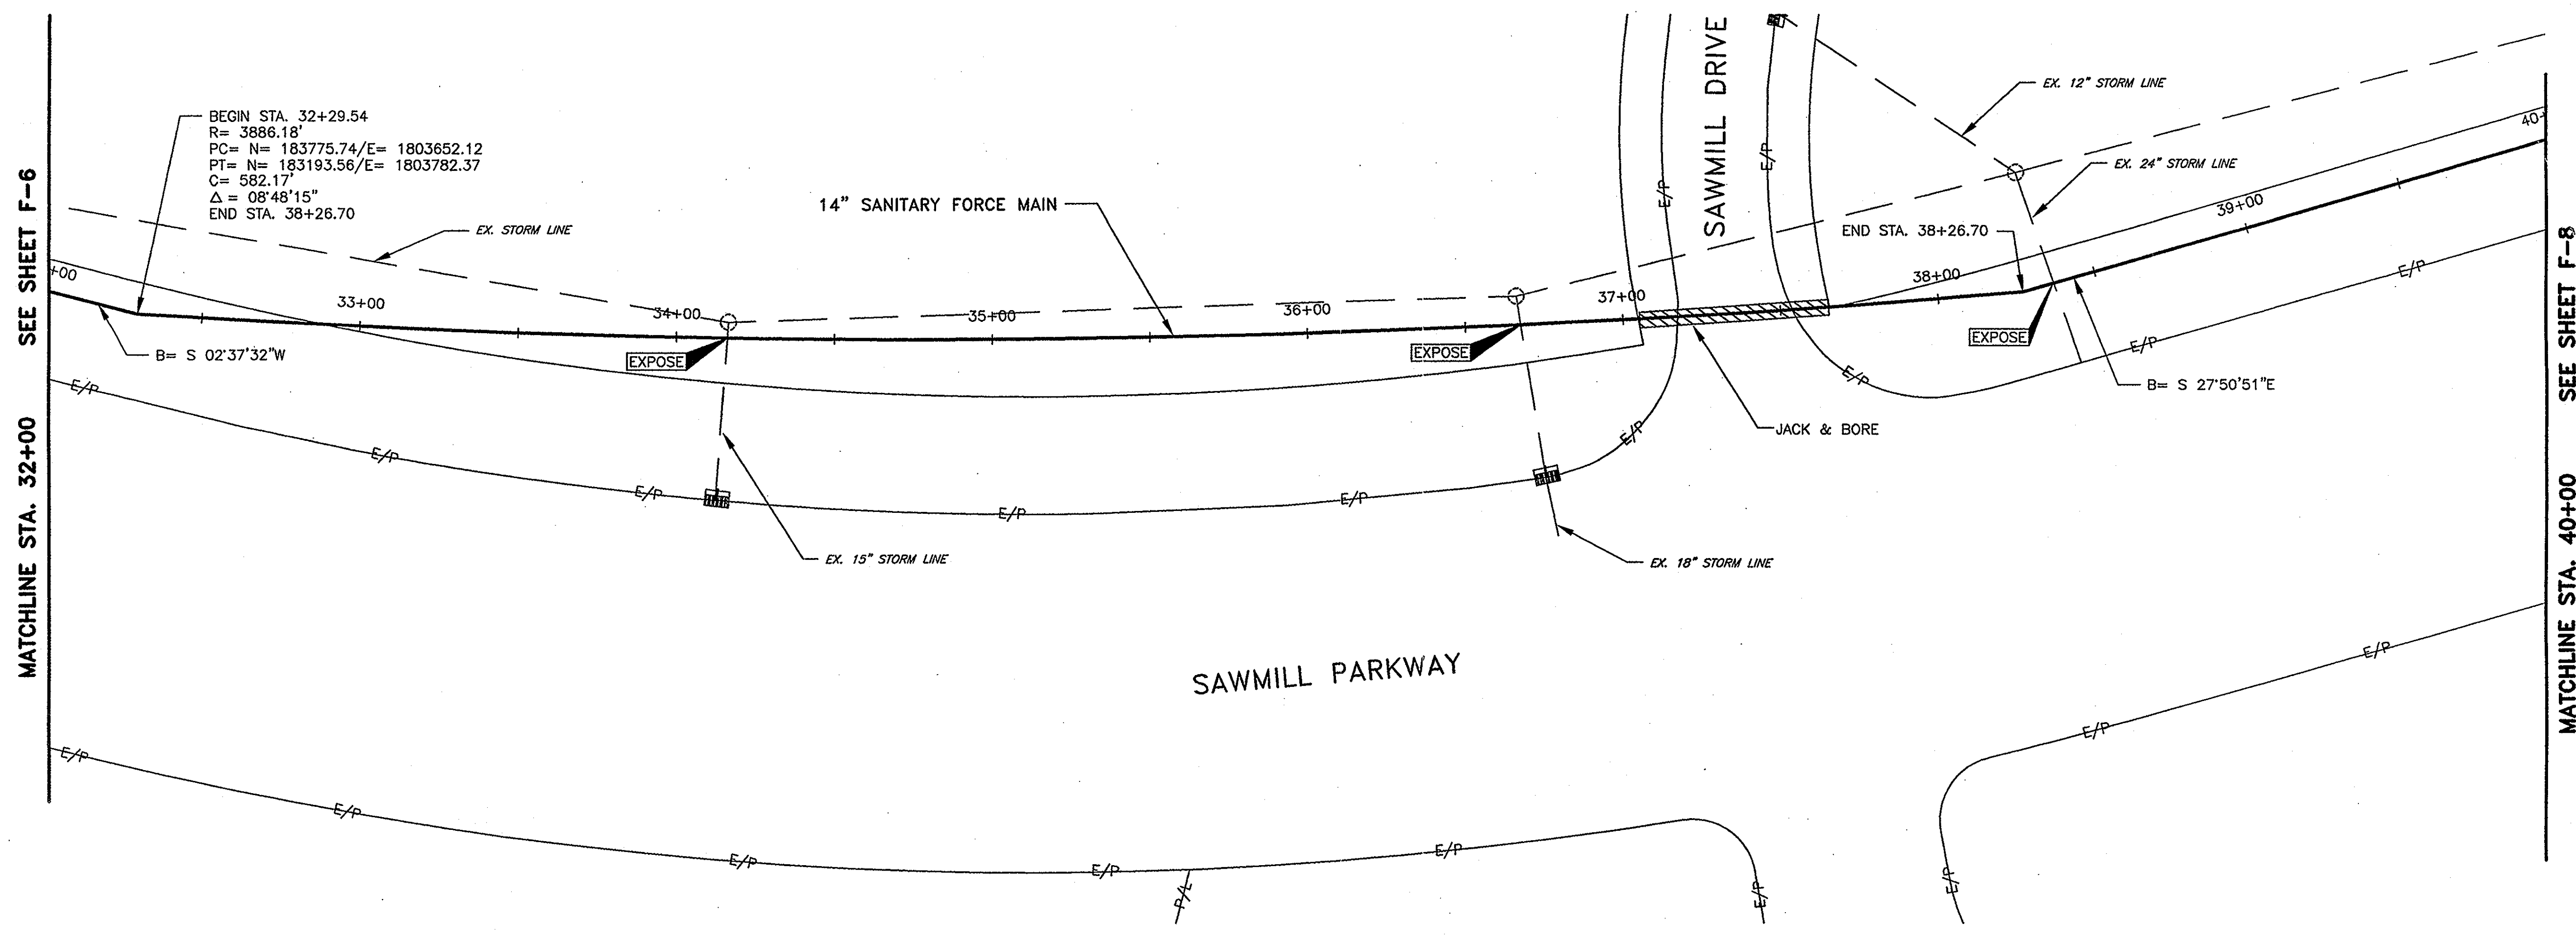 MATCHLINE STA. 32+00 SEE SHEET F-6
BEGIN STA. 32+29.54
R= 3886.18'
PC= N= 183775.74/E= 1803652.12
PT= N= 183193.56/E= 1803782.37
C= 582.17'
Δ = 08°48'15"
END STA. 38+26.70
EX. STORM LINE
14" SANITARY FORCE MAIN
SAWMILL DRIVE
E/P
E/P
EX. 12" STORM LINE
EX. 24" STORM LINE
END STA. 38+26.70
+00
33+00
34+00
35+00
36+00
37+00
38+00
39+00
40+
B= S 02°37'32"W
EXPOSE
EXPOSE
EXPOSE
B= S 27°50'51"E
JACK & BORE
E/P
E/P
E/P
E/P
E/P
E/P
E/P
E/P
E/P
EX. 15" STORM LINE
EX. 18" STORM LINE
SAWMILL PARKWAY
E/P
E/P
E/P
E/P
E/P
E/P
E/P
E/P
E/P
P/L
MATCHLINE STA. 40+00 SEE SHEET F-8